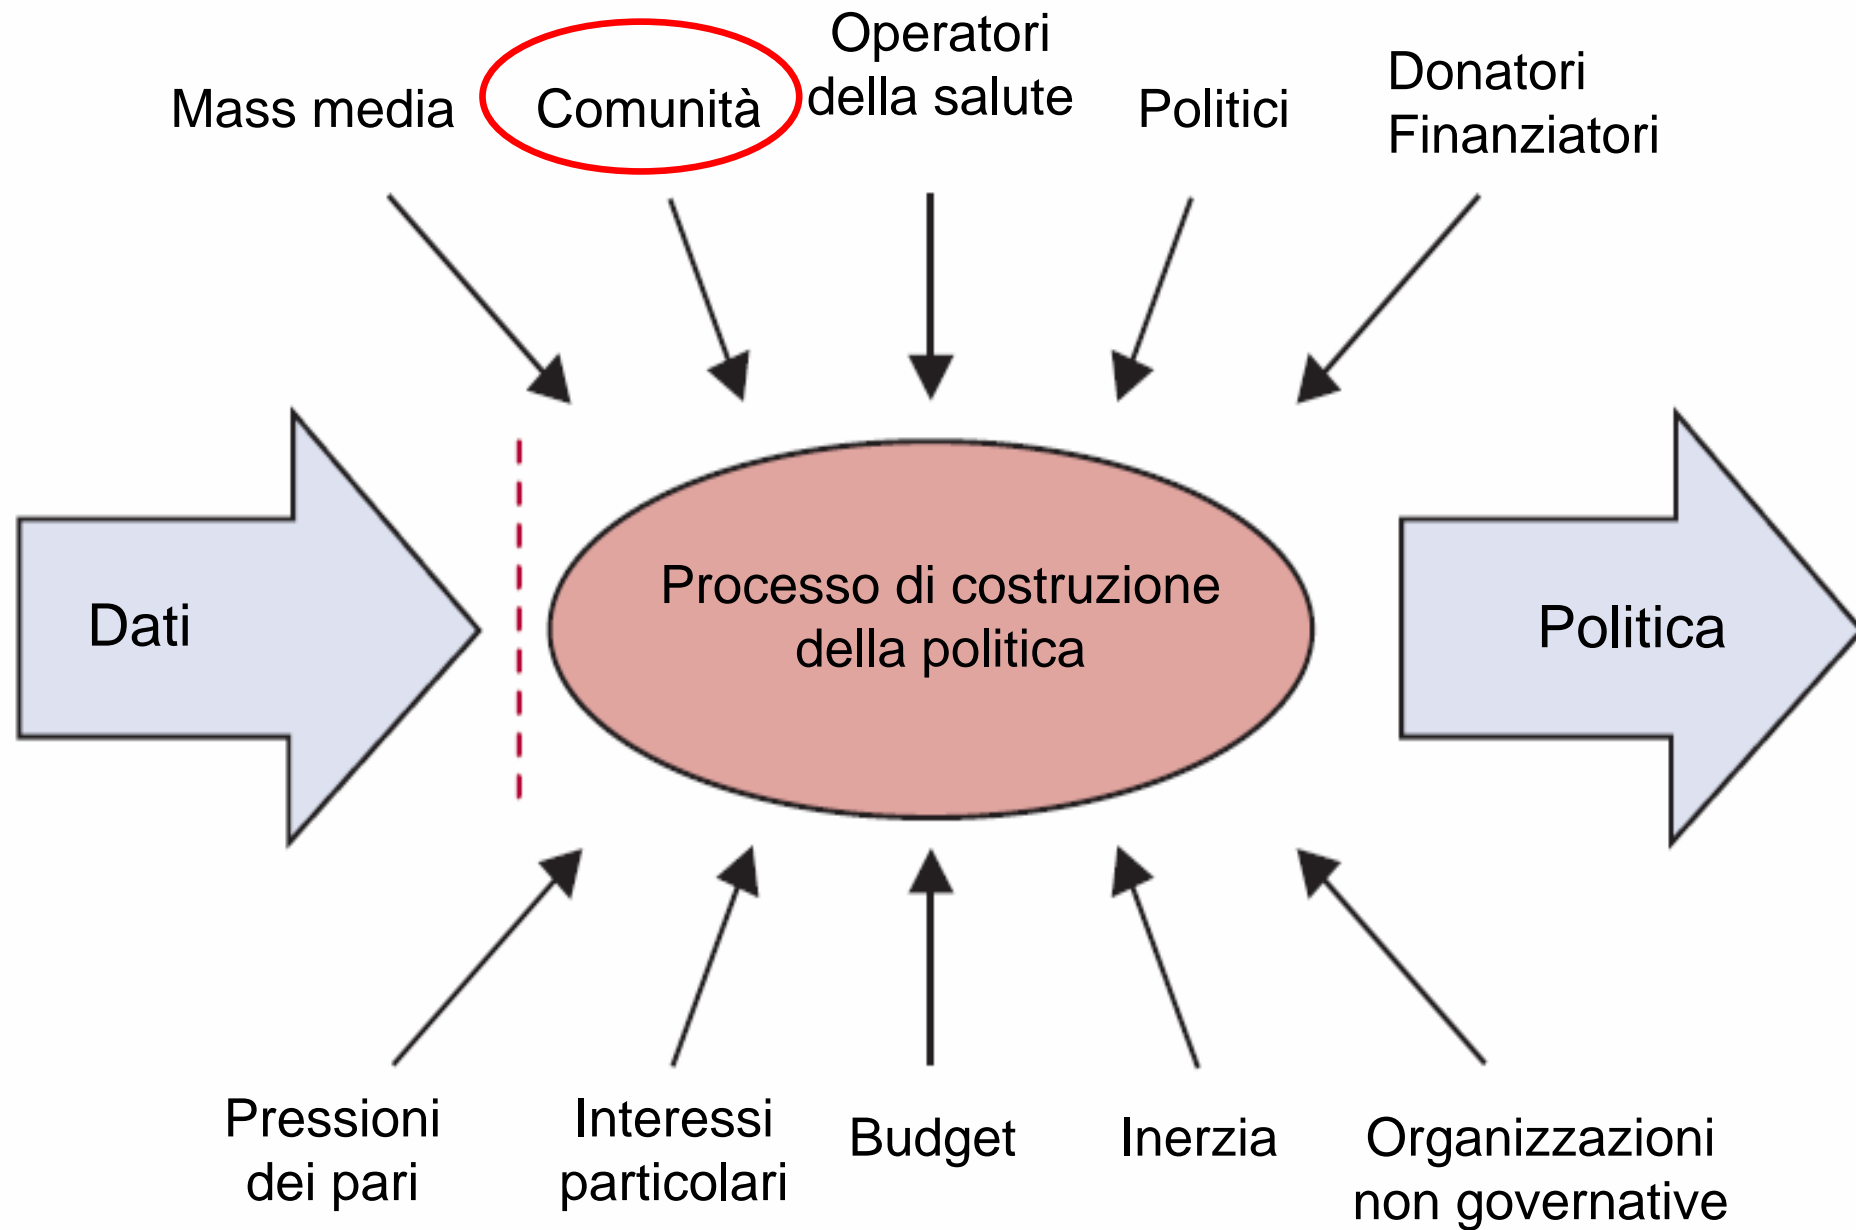 Mass media
Comunità
Operatori
della salute
Politici
Donatori
Finanziatori
Dati
Processo di costruzione
della politica
Politica
Pressioni
dei pari
Interessi
particolari
Budget
Inerzia
Organizzazioni
non governative